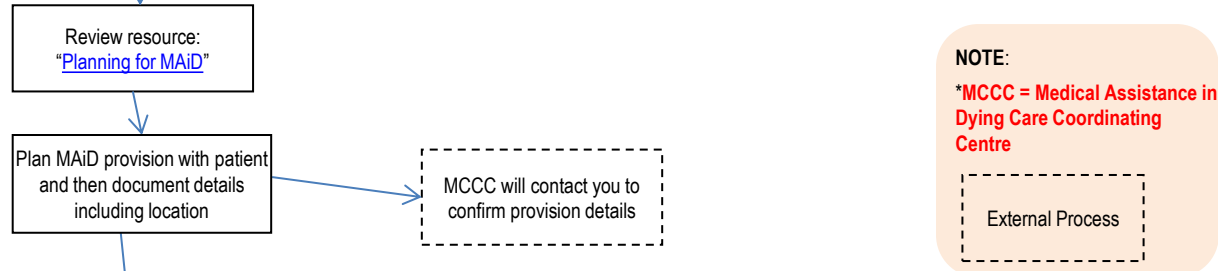 Review resource:
“Planning for MAiD”
Plan MAiD provision with patient
and then document details
including location
MCCC will contact you to
confirm provision details
NOTE:
*MCCC = Medical Assistance in
Dying Care Coordinating
Centre
External Process